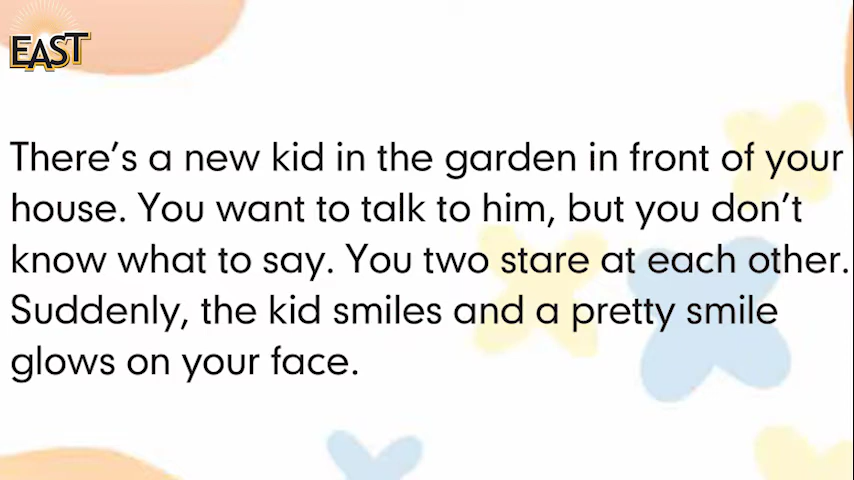 EAST
There's a new kid in the garden in front of your
house. You want to talk to him, but you don't
know what to say. You two stare at each other.
Suddenly, the kid smiles and a pretty smile
glows on your face.